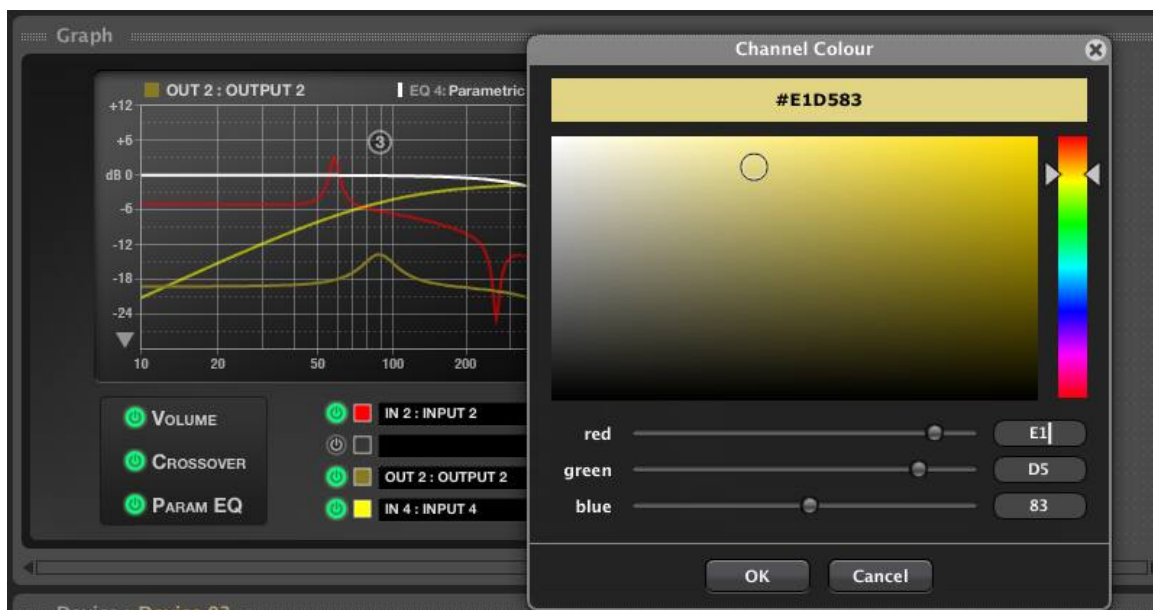 Graph
OUT 2 : OUTPUT 2
EQ 4: Parametric
3
+12
+6
dB 0
-6
-12
-18
-24
10 20 50 100 200
VOLUME
CROSSOVER
PARAM EQ
IN 2 : INPUT 2
OUT 2 : OUTPUT 2
IN 4 : INPUT 4
Channel Colour
#E1D583
red E1
green D5
blue 83
OK Cancel